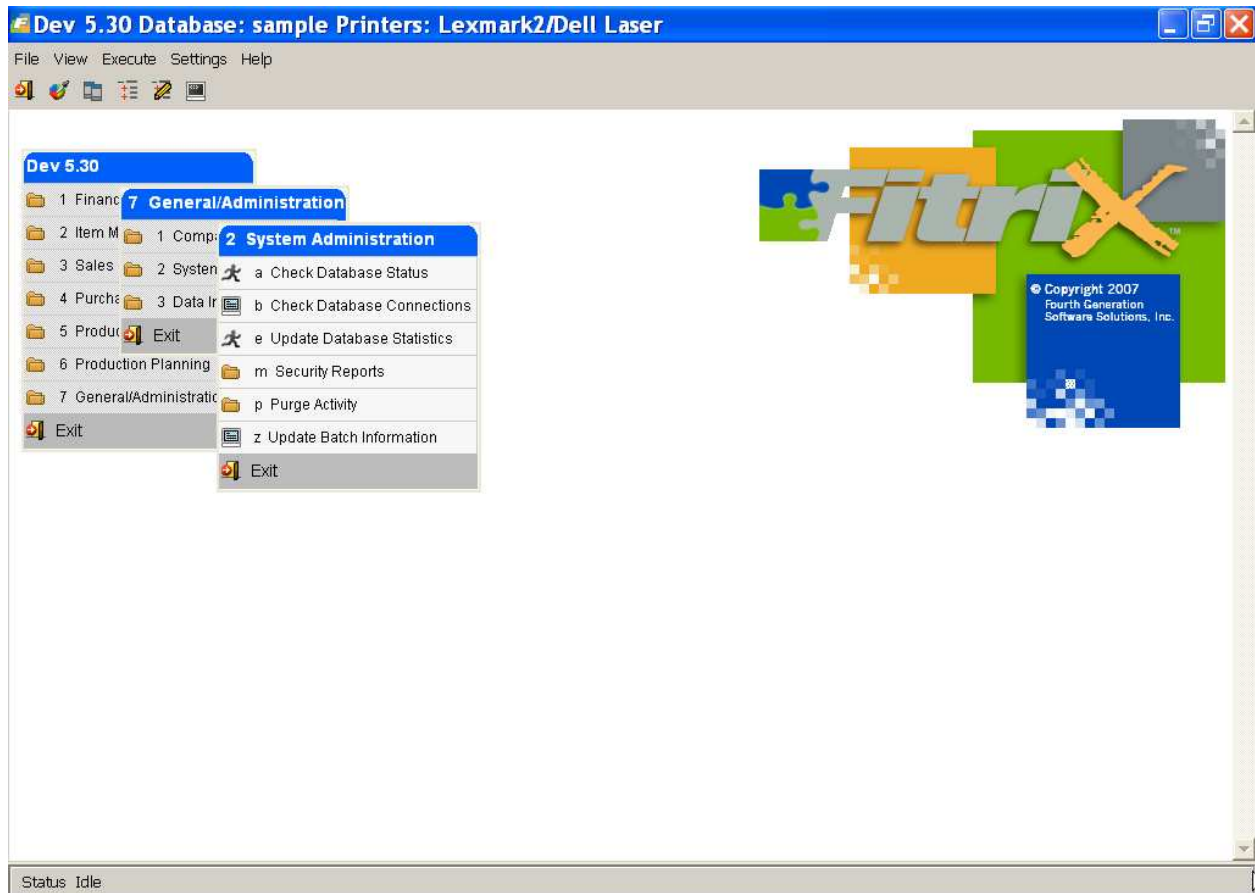 Dev 5.30 Database: sample Printers: Lexmark2/Dell Laser
File View Execute Settings Help
Dev 5.30
1 Financ
2 Item M
3 Sales
4 Purcha
5 Produc
6 Production Planning
7 General/Administratic
Exit
7 General/Administration
1 Comp
2 System
3 Data Ir
Exit
2 System Administration
a Check Database Status
b Check Database Connections
e Update Database Statistics
m Security Reports
p Purge Activity
z Update Batch Information
Exit
FitriX
TM
© Copyright 2007
Fourth Generation
Software Solutions, Inc.
Status Idle